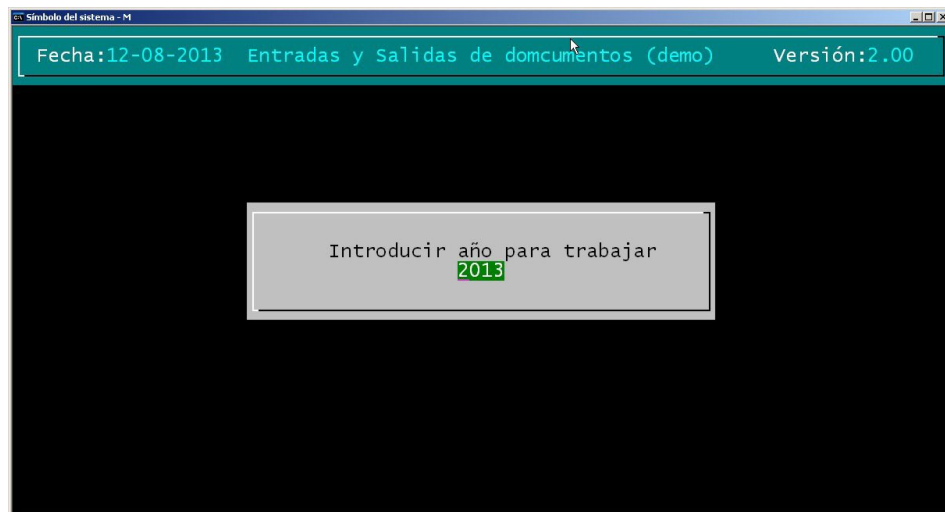 Símbolo del sistema - M
Fecha:12-08-2013 Entradas y Salidas de domcumentos (demo) Versión:2.00
Introducir año para trabajar
2013